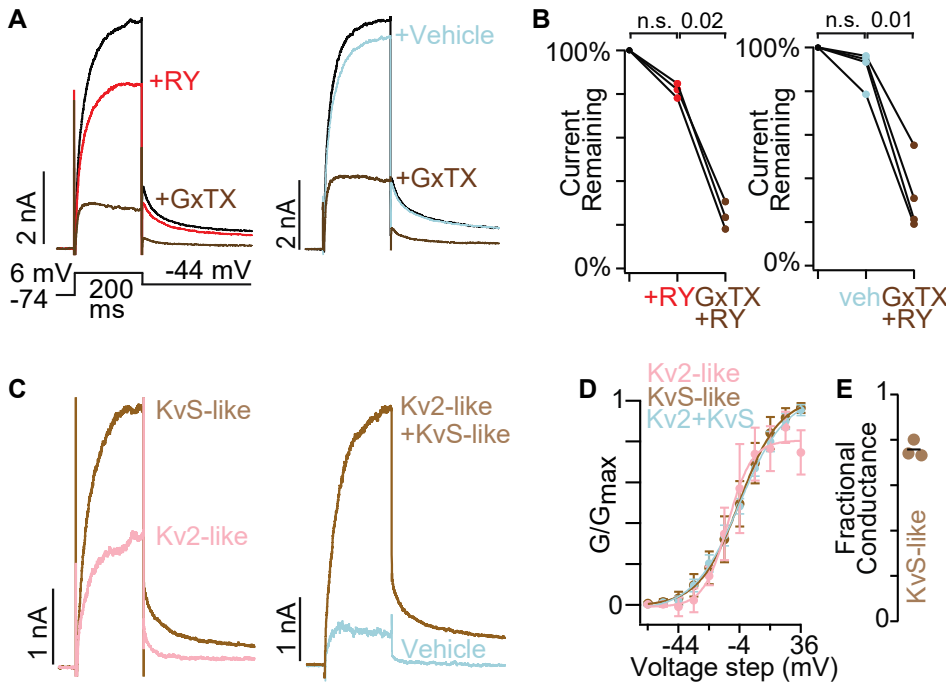 A
+RY
+GxTX
2 nA
6 mV
-74
200
ms
-44 mV
+Vehicle
+GxTX
2 nA
B
n.s. 0.02
100%
Current
Remaining
0%
+RY GxTX
+RY
n.s. 0.01
100%
Current
Remaining
0%
veh GxTX
+RY
C
KvS-like
Kv2-like
1 nA
Kv2-like
+KvS-like
Vehicle
1 nA
D
Kv2-like
KvS-like
Kv2+KvS
1
G/Gmax
0
-44 -4 36
Voltage step (mV)
E
1
Fractional
Conductance
KvS-like
0